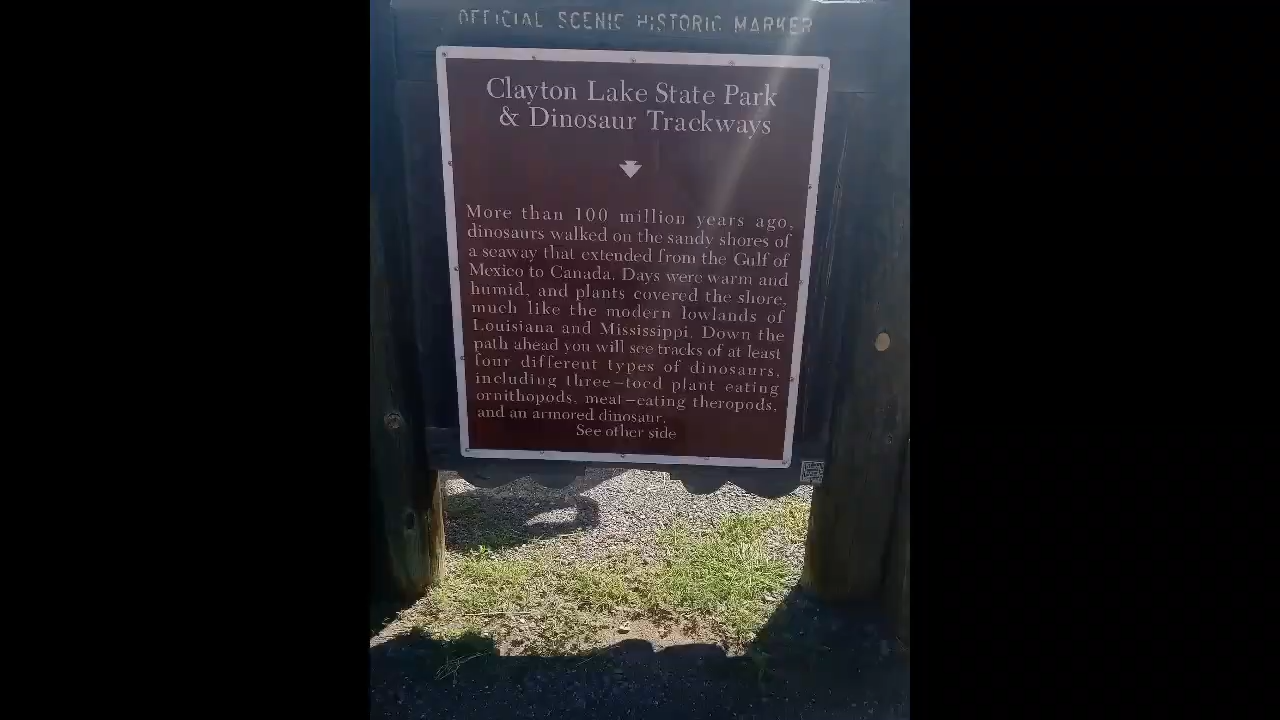 OFFICIAL SCENIC HISTORIC MARKER
Clayton Lake State Park
& Dinosaur Trackways
More than 100 million years ago,
dinosaurs walked on the sandy shores of
a seaway that extended from the Gulf of
Mexico to Canada. Days were warm and
humid, and plants covered the shore,
much like the modern lowlands of
Louisiana and Mississippi. Down the
path ahead you will see tracks of at least
four different types of dinosaurs,
including three-toed plant eating
ornithopods, meat-eating theropods,
and an armored dinosaur.
See other side